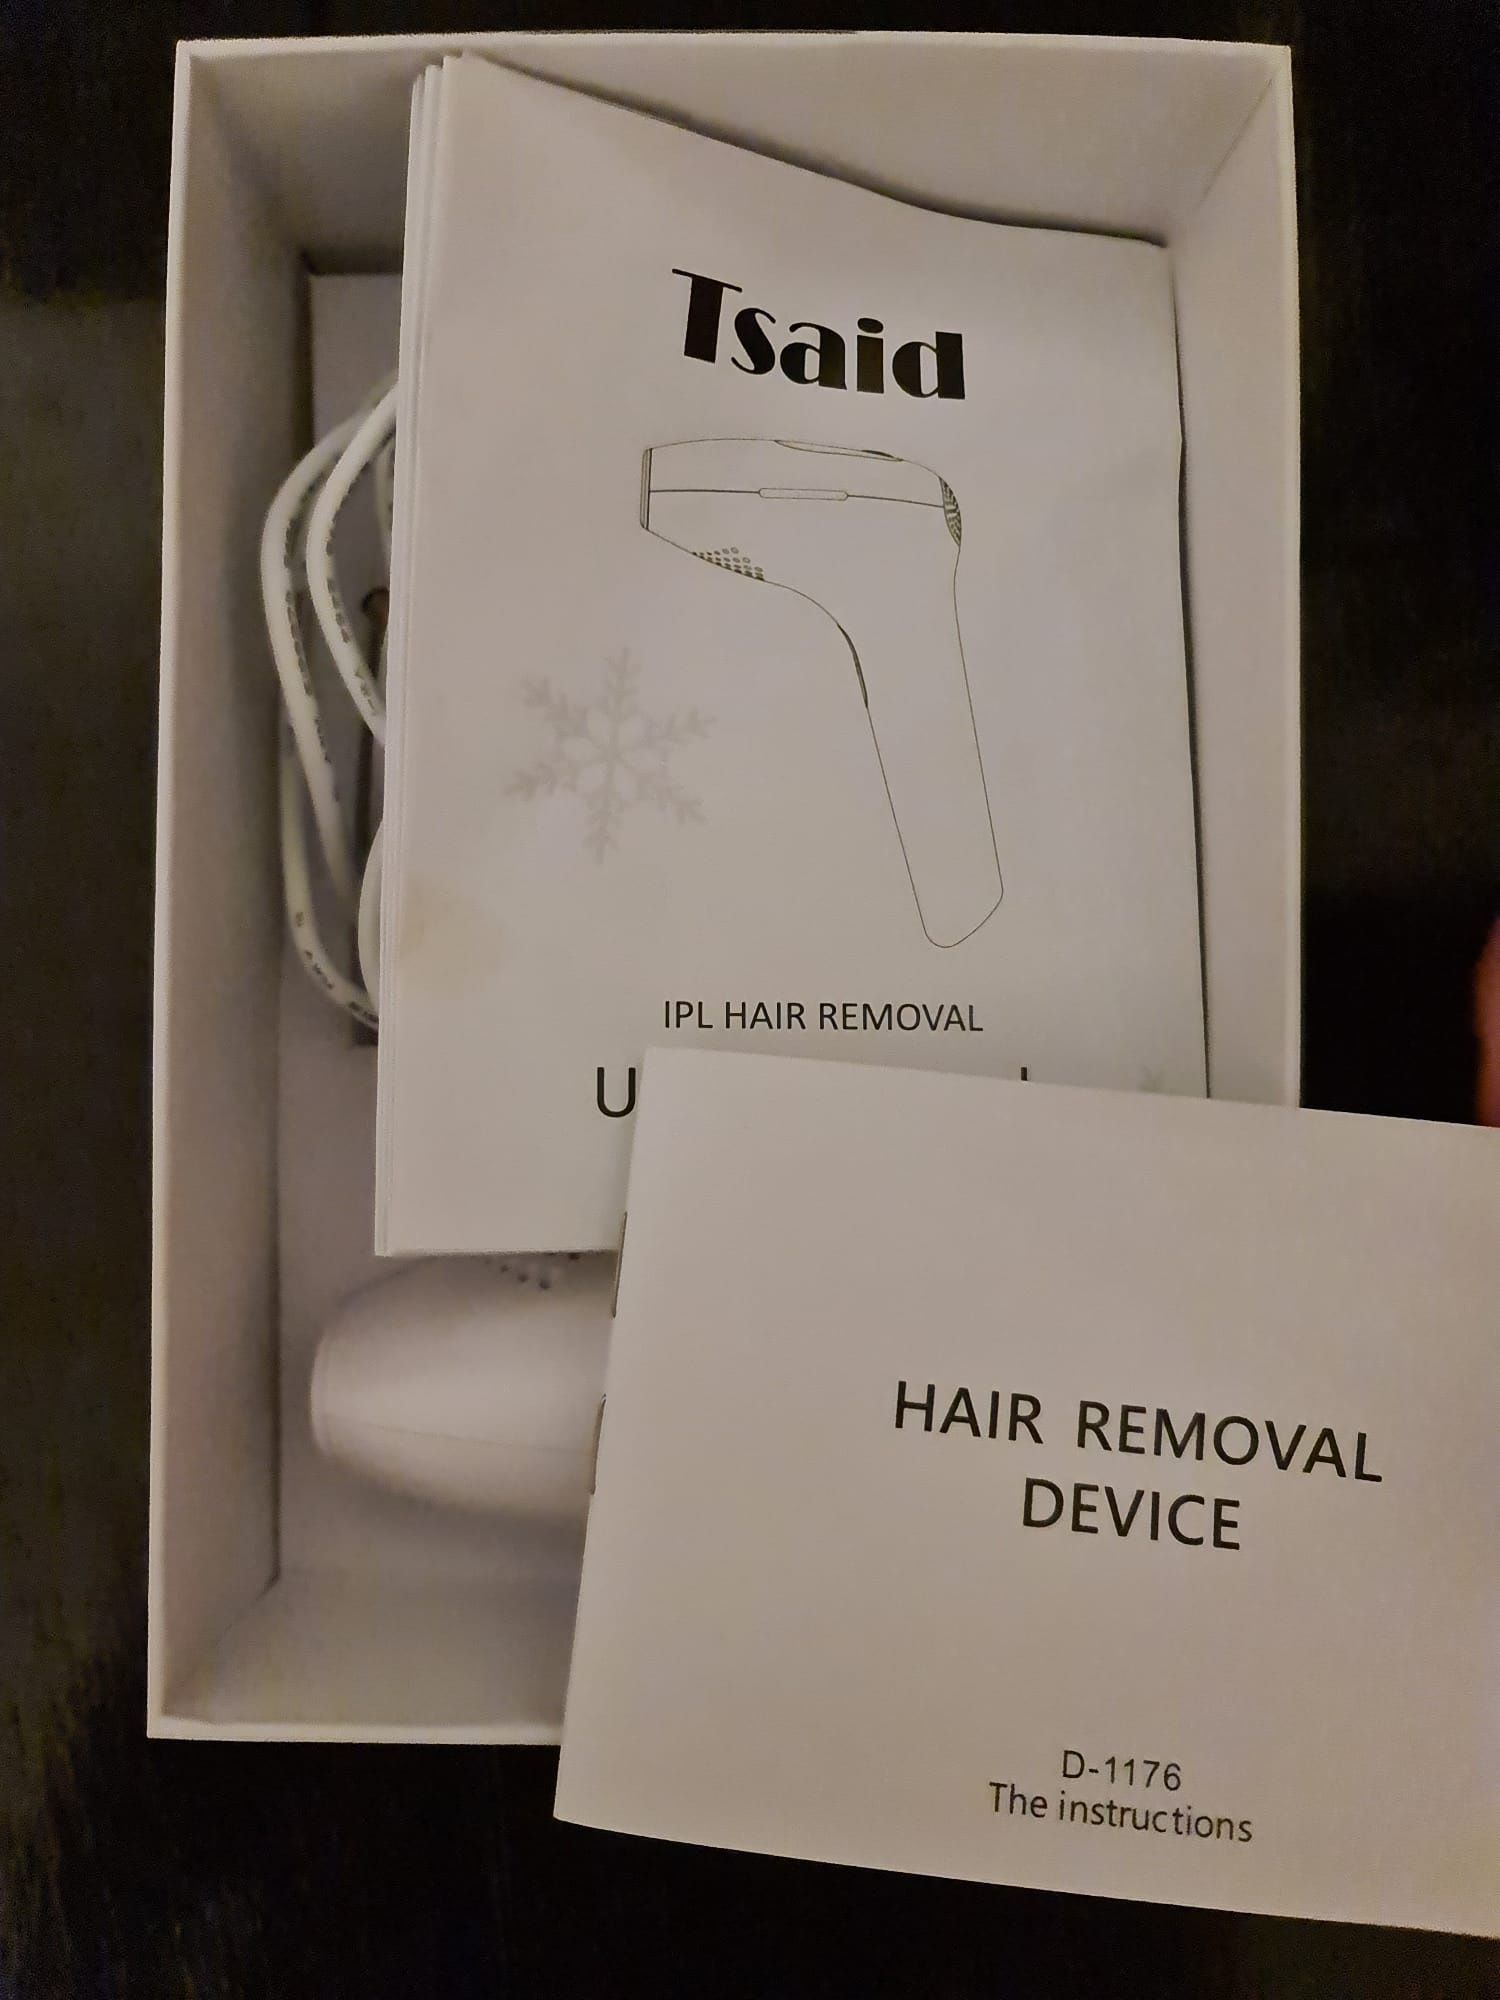 Tsaid
IPL HAIR REMOVAL
HAIR REMOVAL
DEVICE
D-1176
The instructions